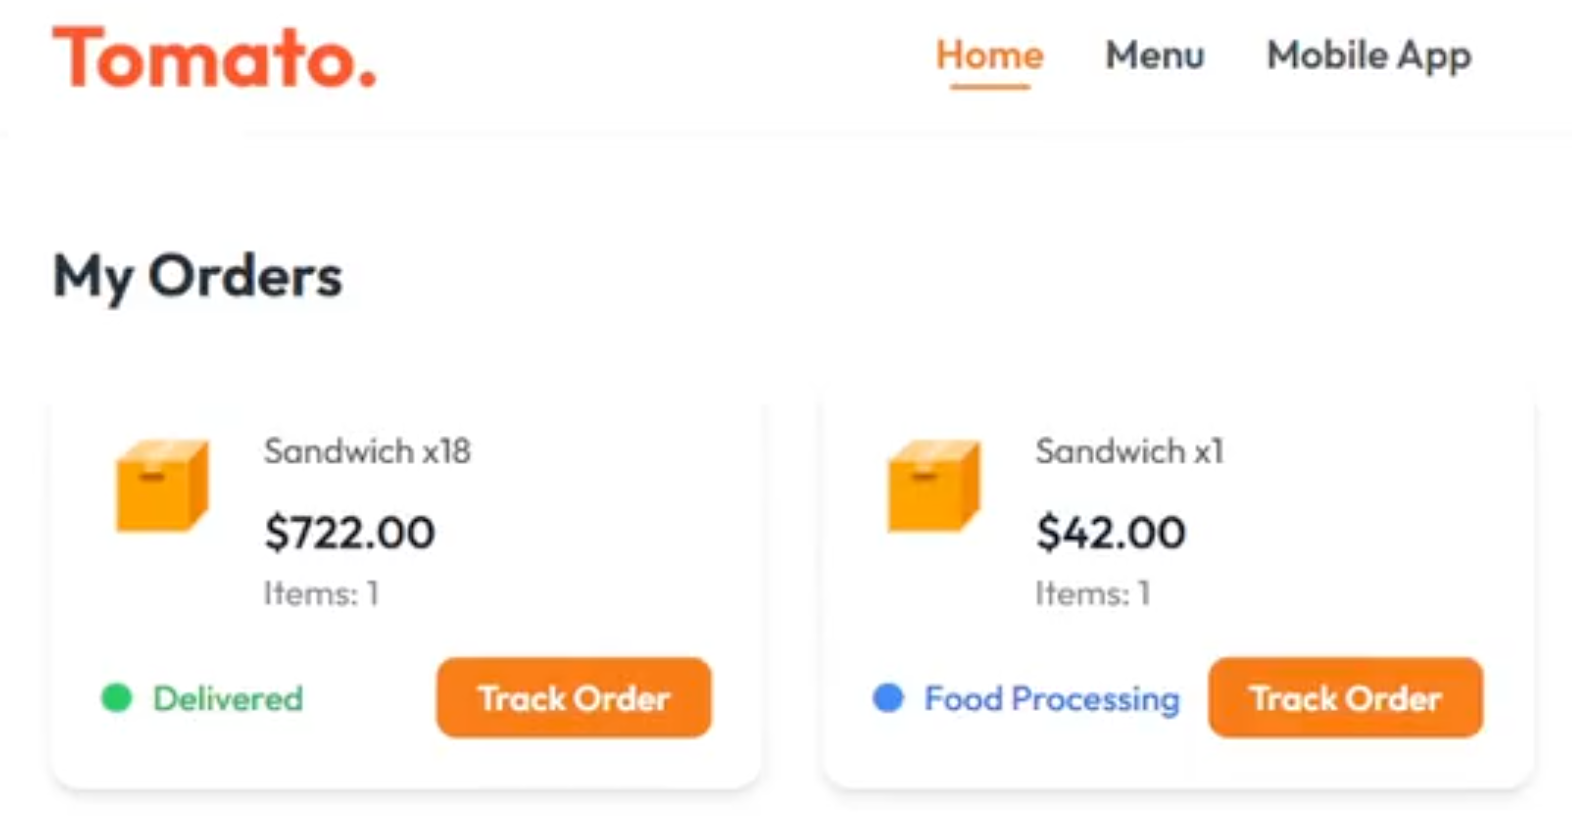 Tomato.
Home Menu Mobile App
My Orders
Sandwich x18
$722.00
Items: 1
Delivered
Track Order
Sandwich x1
$42.00
Items: 1
Food Processing
Track Order